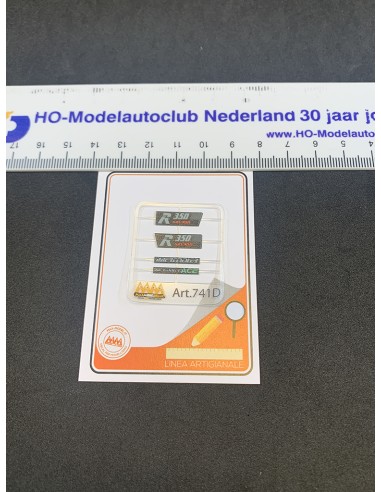 HO-Modelautoclub Nederland 30 jaar jo
www.HO-Modelauto
17 16 15 14 13 12 11 10 9 8 7 6 5 4
R 350
R 350
Art.741D
LINEA ARTIGIANALE